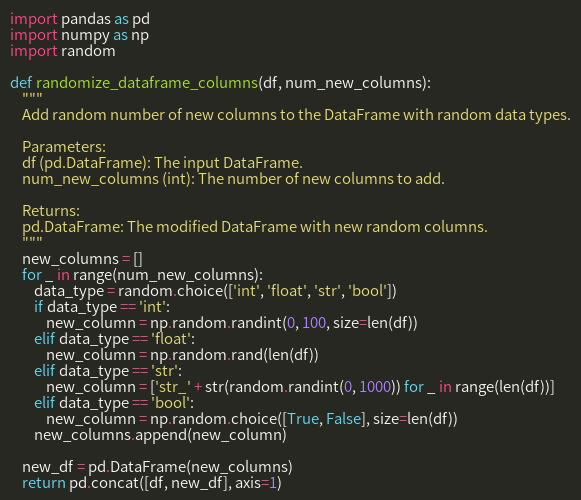 import pandas as pd
import numpy as np
import random

def randomize_dataframe_columns(df, num_new_columns):
    """
    Add random number of new columns to the DataFrame with random data types.

    Parameters:
    df (pd.DataFrame): The input DataFrame.
    num_new_columns (int): The number of new columns to add.

    Returns:
    pd.DataFrame: The modified DataFrame with new random columns.
    """
    new_columns = []
    for _ in range(num_new_columns):
        data_type = random.choice(['int', 'float', 'str', 'bool'])
        if data_type == 'int':
            new_column = np.random.randint(0, 100, size=len(df))
        elif data_type == 'float':
            new_column = np.random.rand(len(df))
        elif data_type == 'str':
            new_column = ['str_' + str(random.randint(0, 1000)) for _ in range(len(df))]
        elif data_type == 'bool':
            new_column = np.random.choice([True, False], size=len(df))
        new_columns.append(new_column)

    new_df = pd.DataFrame(new_columns)
    return pd.concat([df, new_df], axis=1)